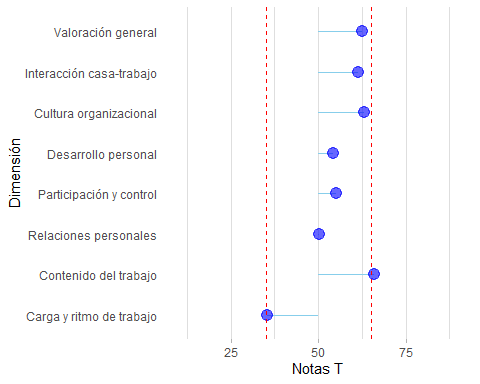 Valoración general
Interacción casa-trabajo
Cultura organizacional
Desarrollo personal
Participación y control
Relaciones personales
Contenido del trabajo
Carga y ritmo de trabajo
Dimensión
25 50 75
Notas T